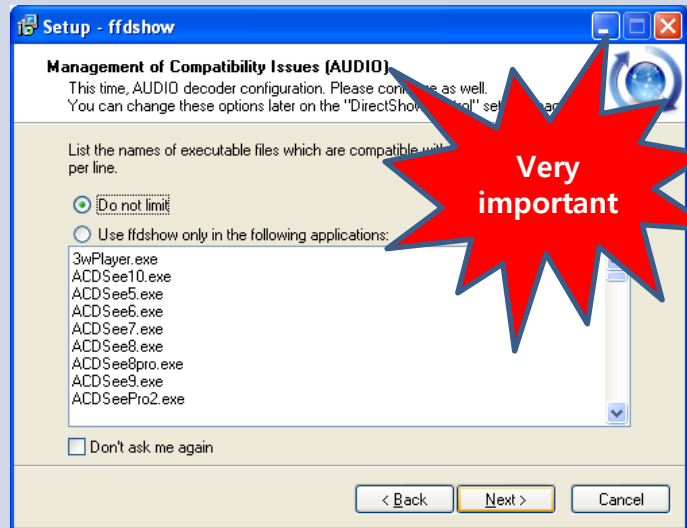 Setup - ffdshow
Management of Compatibility Issues (AUDIO)
This time, AUDIO decoder configuration. Please as well.
You can change these options later on the "DirectShow
List the names of executable files which are compatible
per line.
Very
important
Do not limit
Use ffdshow only in the following applications:
3wPlayer.exe
ACDSee10.exe
ACDSee5.exe
ACDSee6.exe
ACDSee7.exe
ACDSee8.exe
ACDSee8pro.exe
ACDSee9.exe
ACDSeePro2.exe
Don't ask me again
< Back
Next >
Cancel